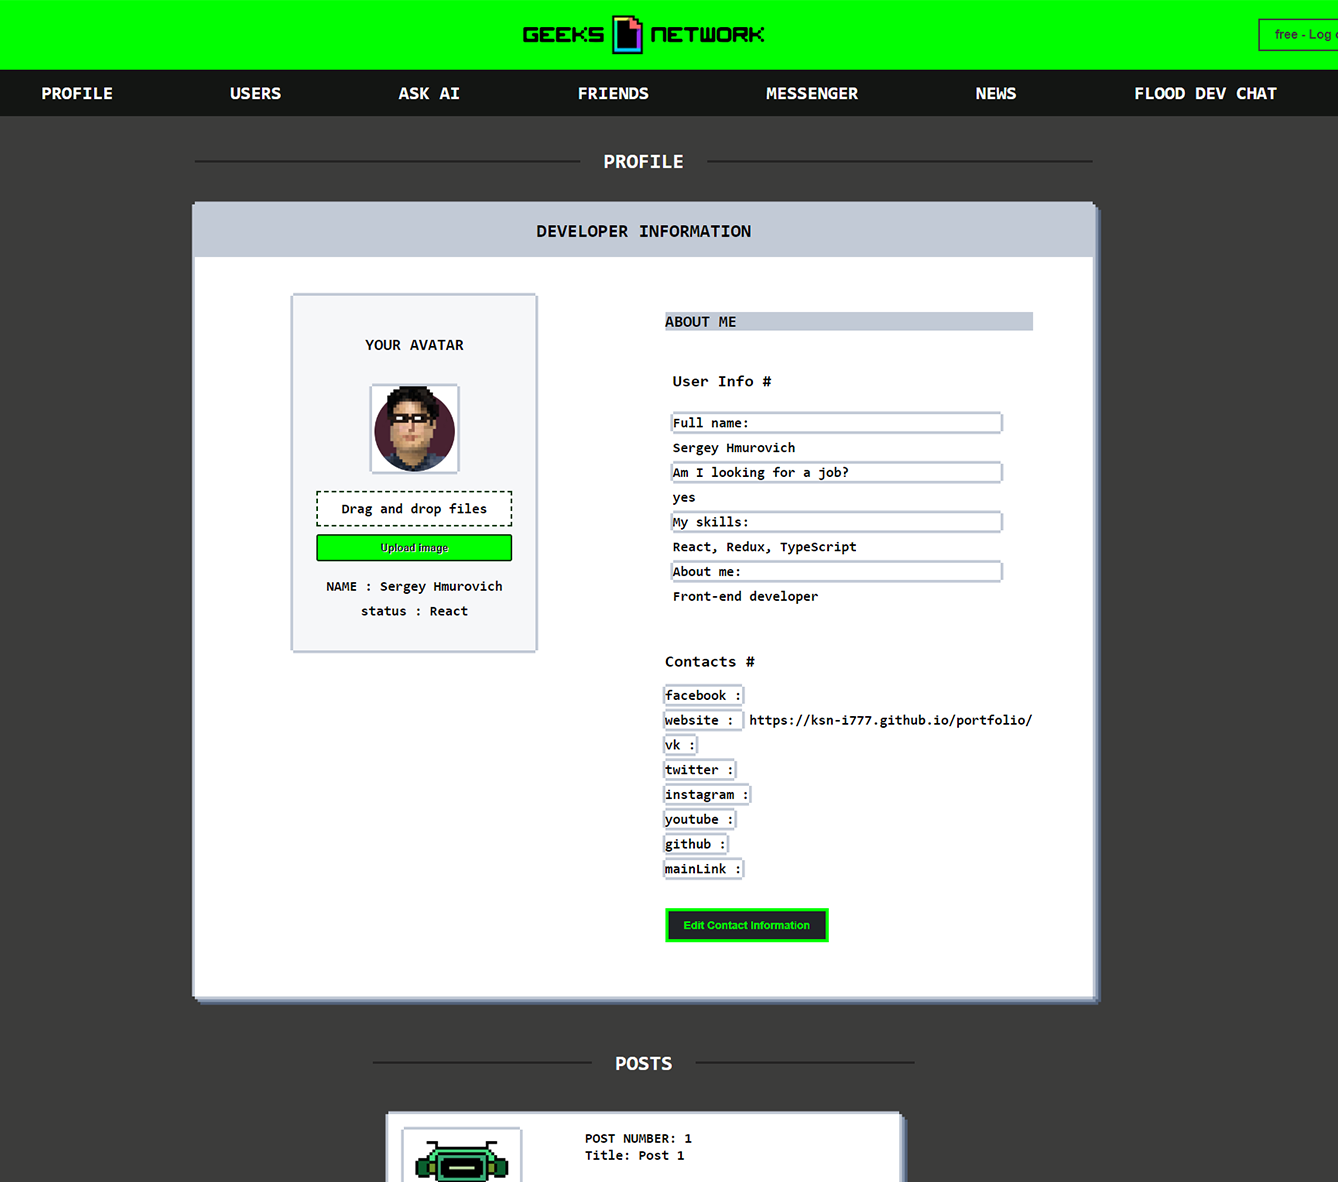 GEEKS NETWORK
free - Log
PROFILE USERS ASK AI FRIENDS MESSENGER NEWS FLOOD DEV CHAT
PROFILE
DEVELOPER INFORMATION
YOUR AVATAR
Drag and drop files
Upload image
NAME : Sergey Hmurovich
status : React
ABOUT ME
User Info #
Full name:
Sergey Hmurovich
Am I looking for a job?
yes
My skills:
React, Redux, TypeScript
About me:
Front-end developer
Contacts #
facebook :
website : https://ksn-i777.github.io/portfolio/
vk :
twitter :
instagram :
youtube :
github :
mainLink :
Edit Contact Information
POSTS
POST NUMBER: 1
Title: Post 1